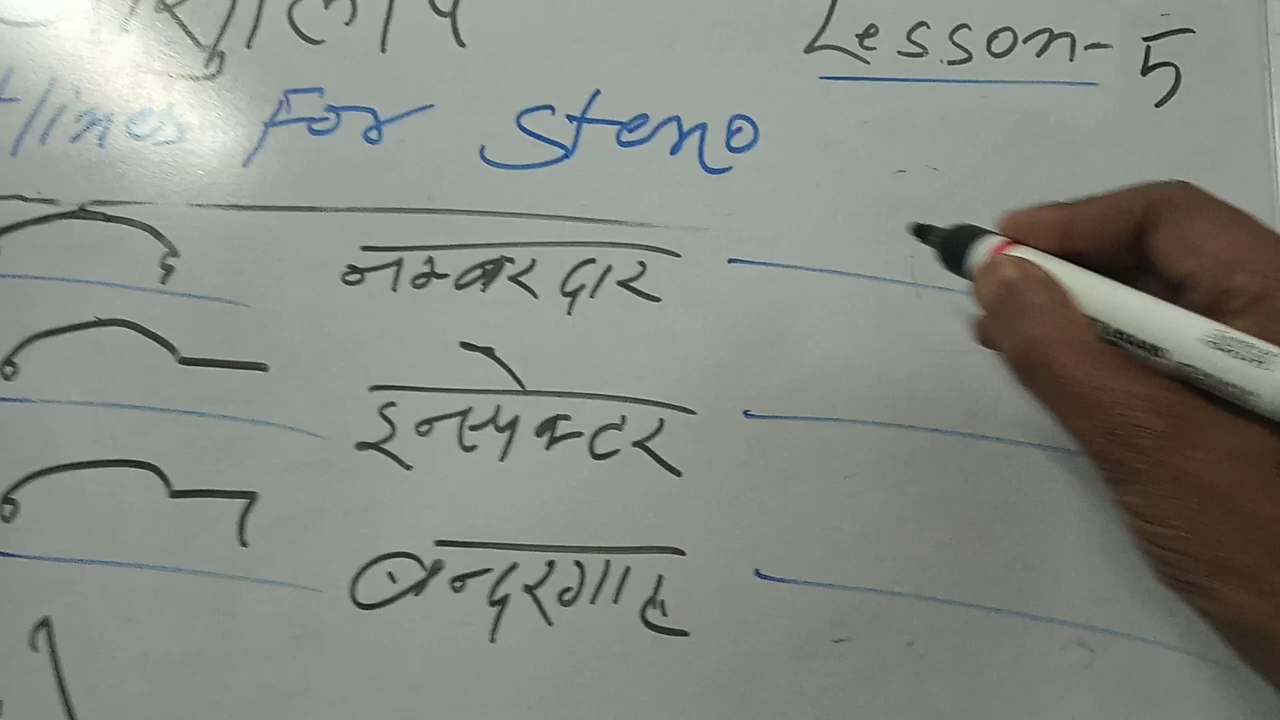 Lesson-5
For Steno
नम्बरदार
इन्स्पेक्टर
बन्दरगाह